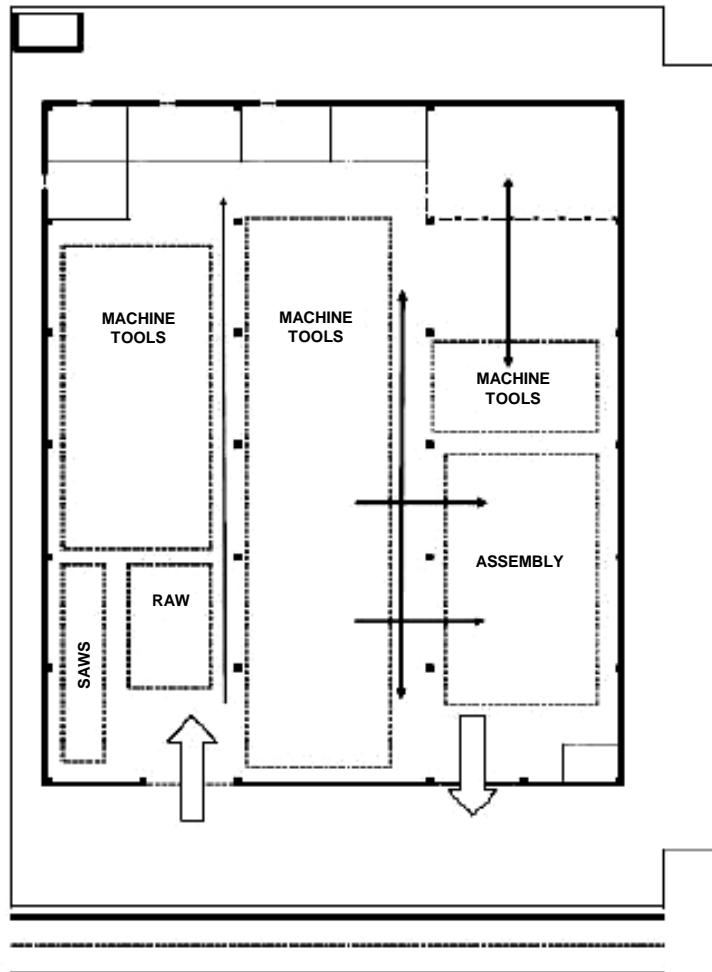 MACHINE
TOOLS
MACHINE
TOOLS
MACHINE
TOOLS
ASSEMBLY
RAW
SAWS